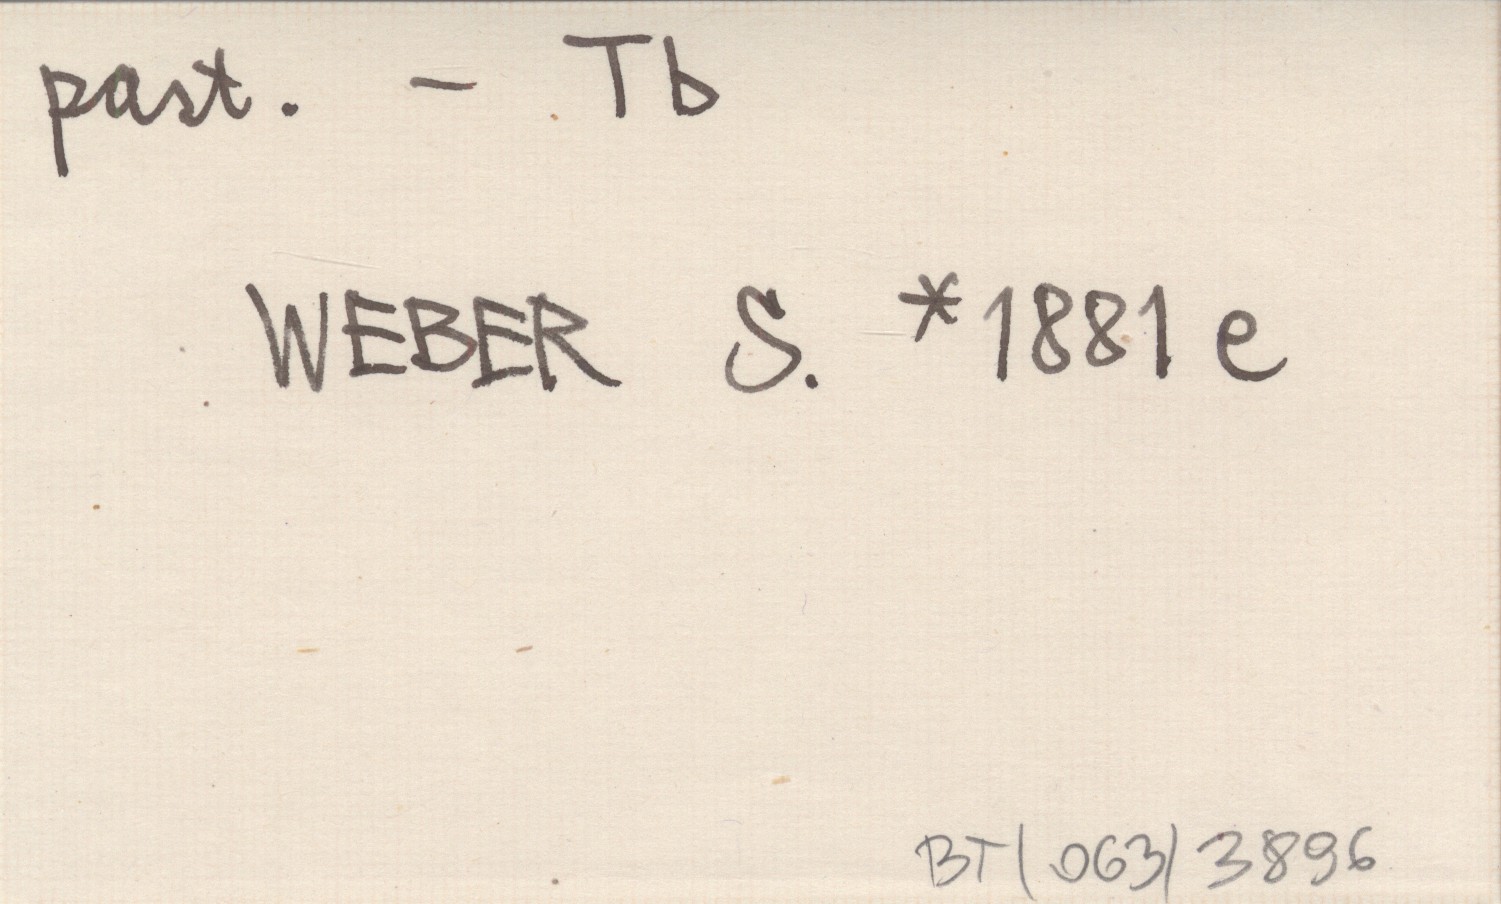 past. - Tb
WEBER S. *1881 e
BT(063)3896